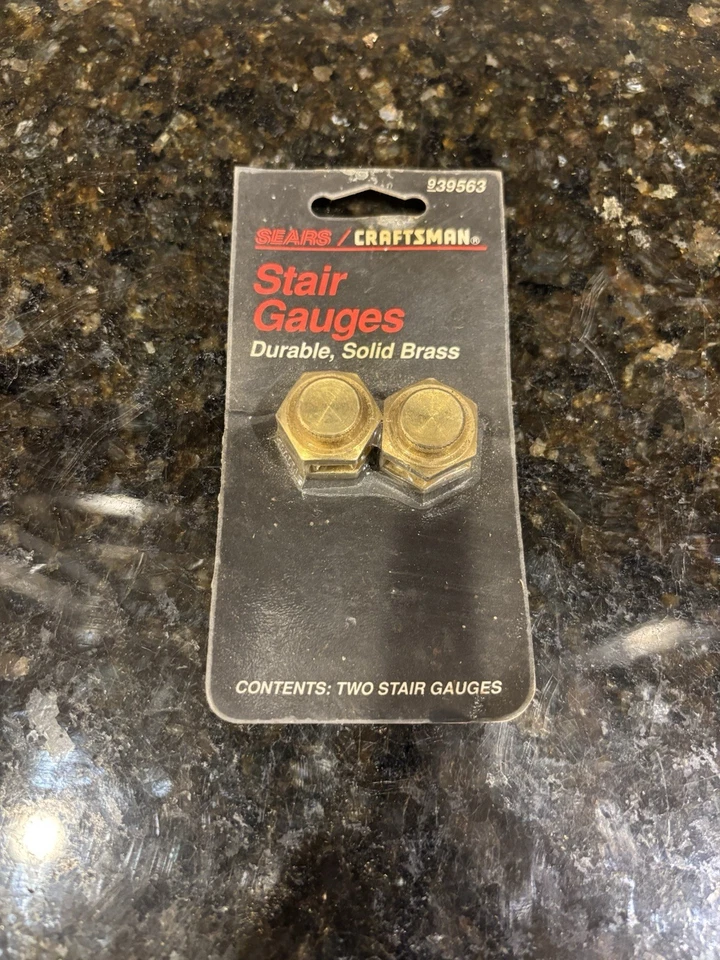 939563
SEARS / CRAFTSMAN®
Stair
Gauges
Durable, Solid Brass
CONTENTS: TWO STAIR GAUGES